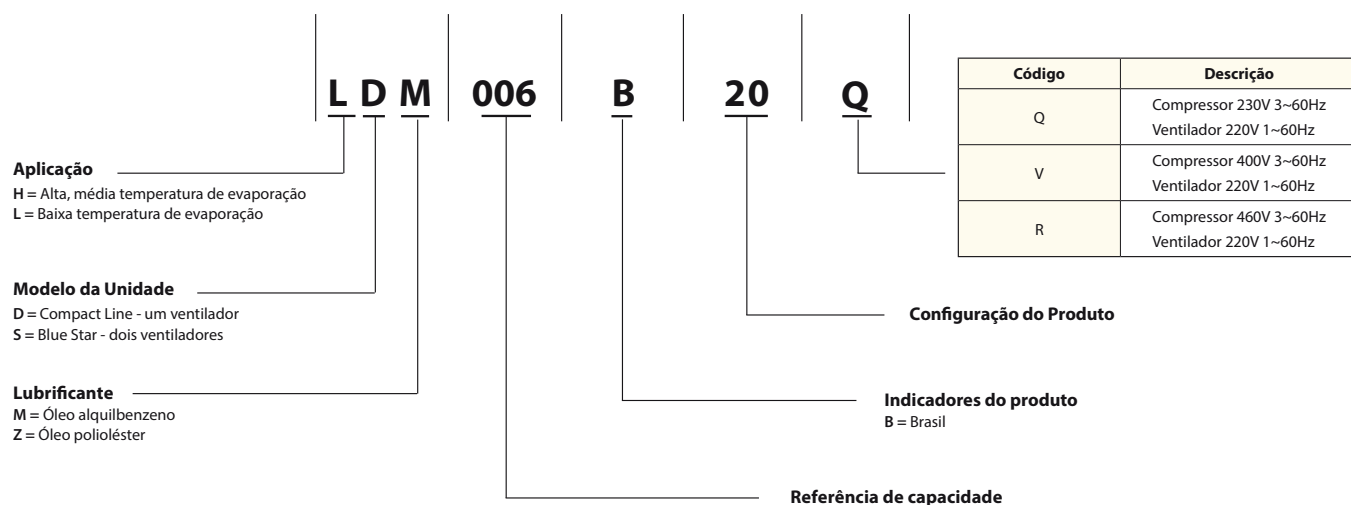 L D M 006 B 20 Q
Aplicação
H = Alta, média temperatura de evaporação
L = Baixa temperatura de evaporação
Modelo da Unidade
D = Compact Line - um ventilador
S = Blue Star - dois ventiladores
Lubrificante
M = Óleo alquilbenzeno
Z = Óleo polioléster
Código Descrição
Q
Compressor 230V 3~60Hz
Ventilador 220V 1~60Hz
V
Compressor 400V 3~60Hz
Ventilador 220V 1~60Hz
R
Compressor 460V 3~60Hz
Ventilador 220V 1~60Hz
Configuração do Produto
Indicadores do produto
B = Brasil
Referência de capacidade